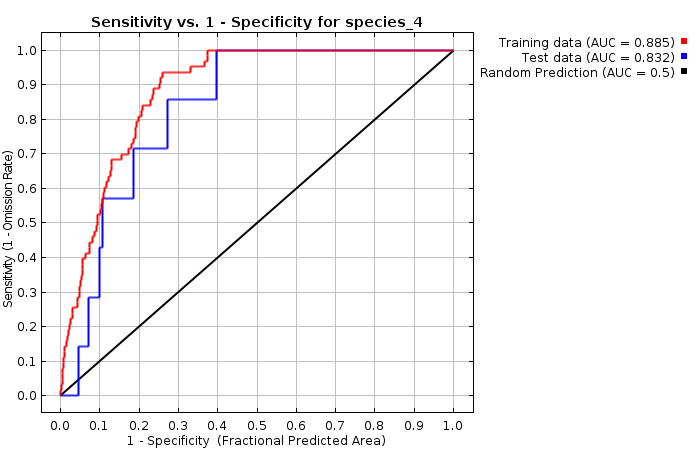 Sensitivity vs. 1 - Specificity for species_4
Training data (AUC = 0.885)
Test data (AUC = 0.832)
Random Prediction (AUC = 0.5)
Sensitivity (1 - Omission Rate)
1.0
0.9
0.8
0.7
0.6
0.5
0.4
0.3
0.2
0.1
0.0
0.0 0.1 0.2 0.3 0.4 0.5 0.6 0.7 0.8 0.9 1.0
1 - Specificity (Fractional Predicted Area)